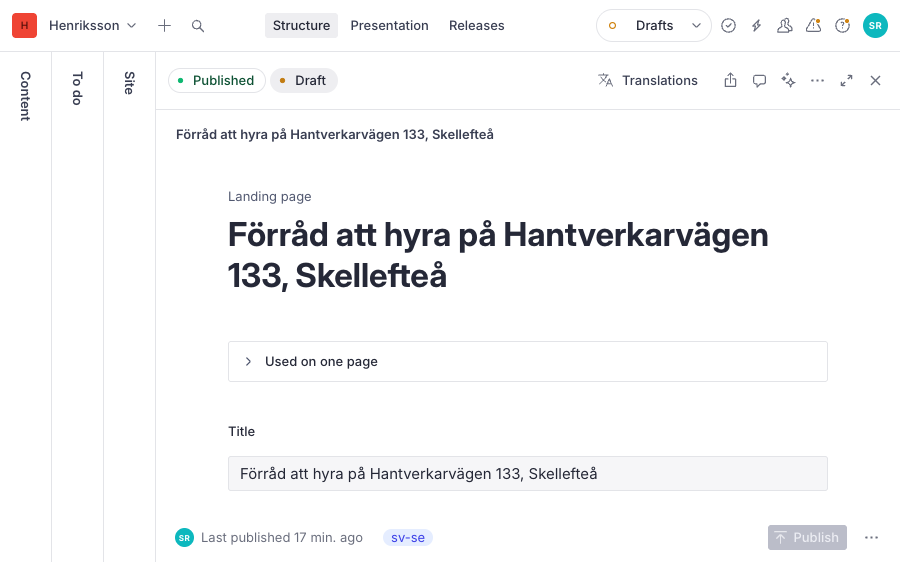 H
Henriksson
Structure
Presentation
Releases
Drafts
SR
Content
To do
Site
Published
Draft
Translations
Förråd att hyra på Hantverkarvägen 133, Skellefteå
Landing page
Förråd att hyra på Hantverkarvägen
133, Skellefteå
Used on one page
Title
Förråd att hyra på Hantverkarvägen 133, Skellefteå
SR
Last published 17 min. ago
sv-se
Publish